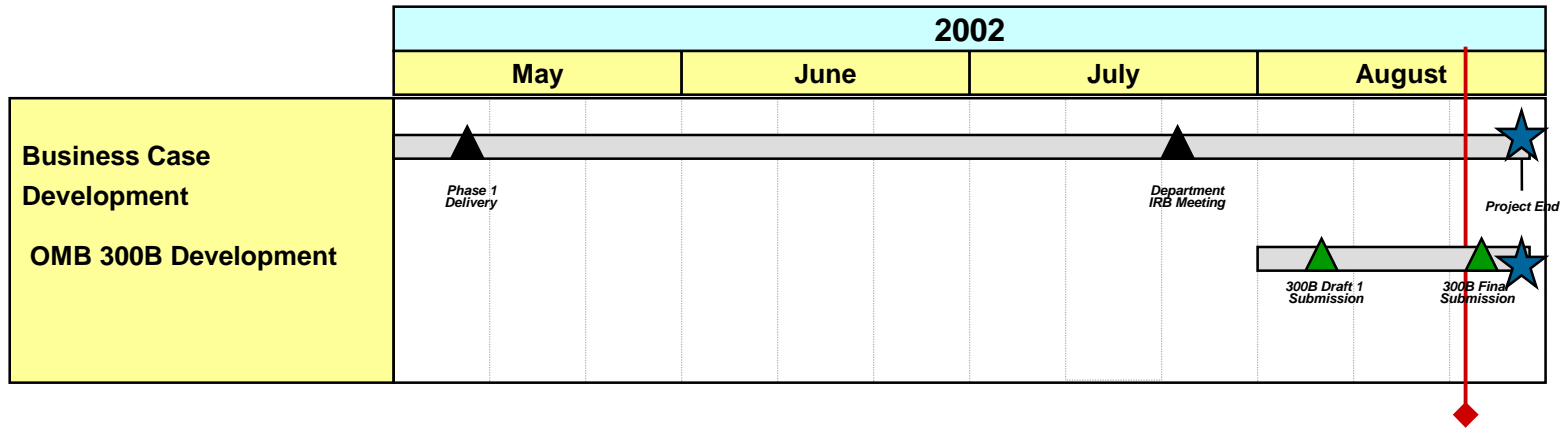 2002
May June July August
Business Case
Development
Phase 1
Delivery
Department
IRB Meeting
Project End
OMB 300B Development
300B Draft 1
Submission
300B Final
Submission